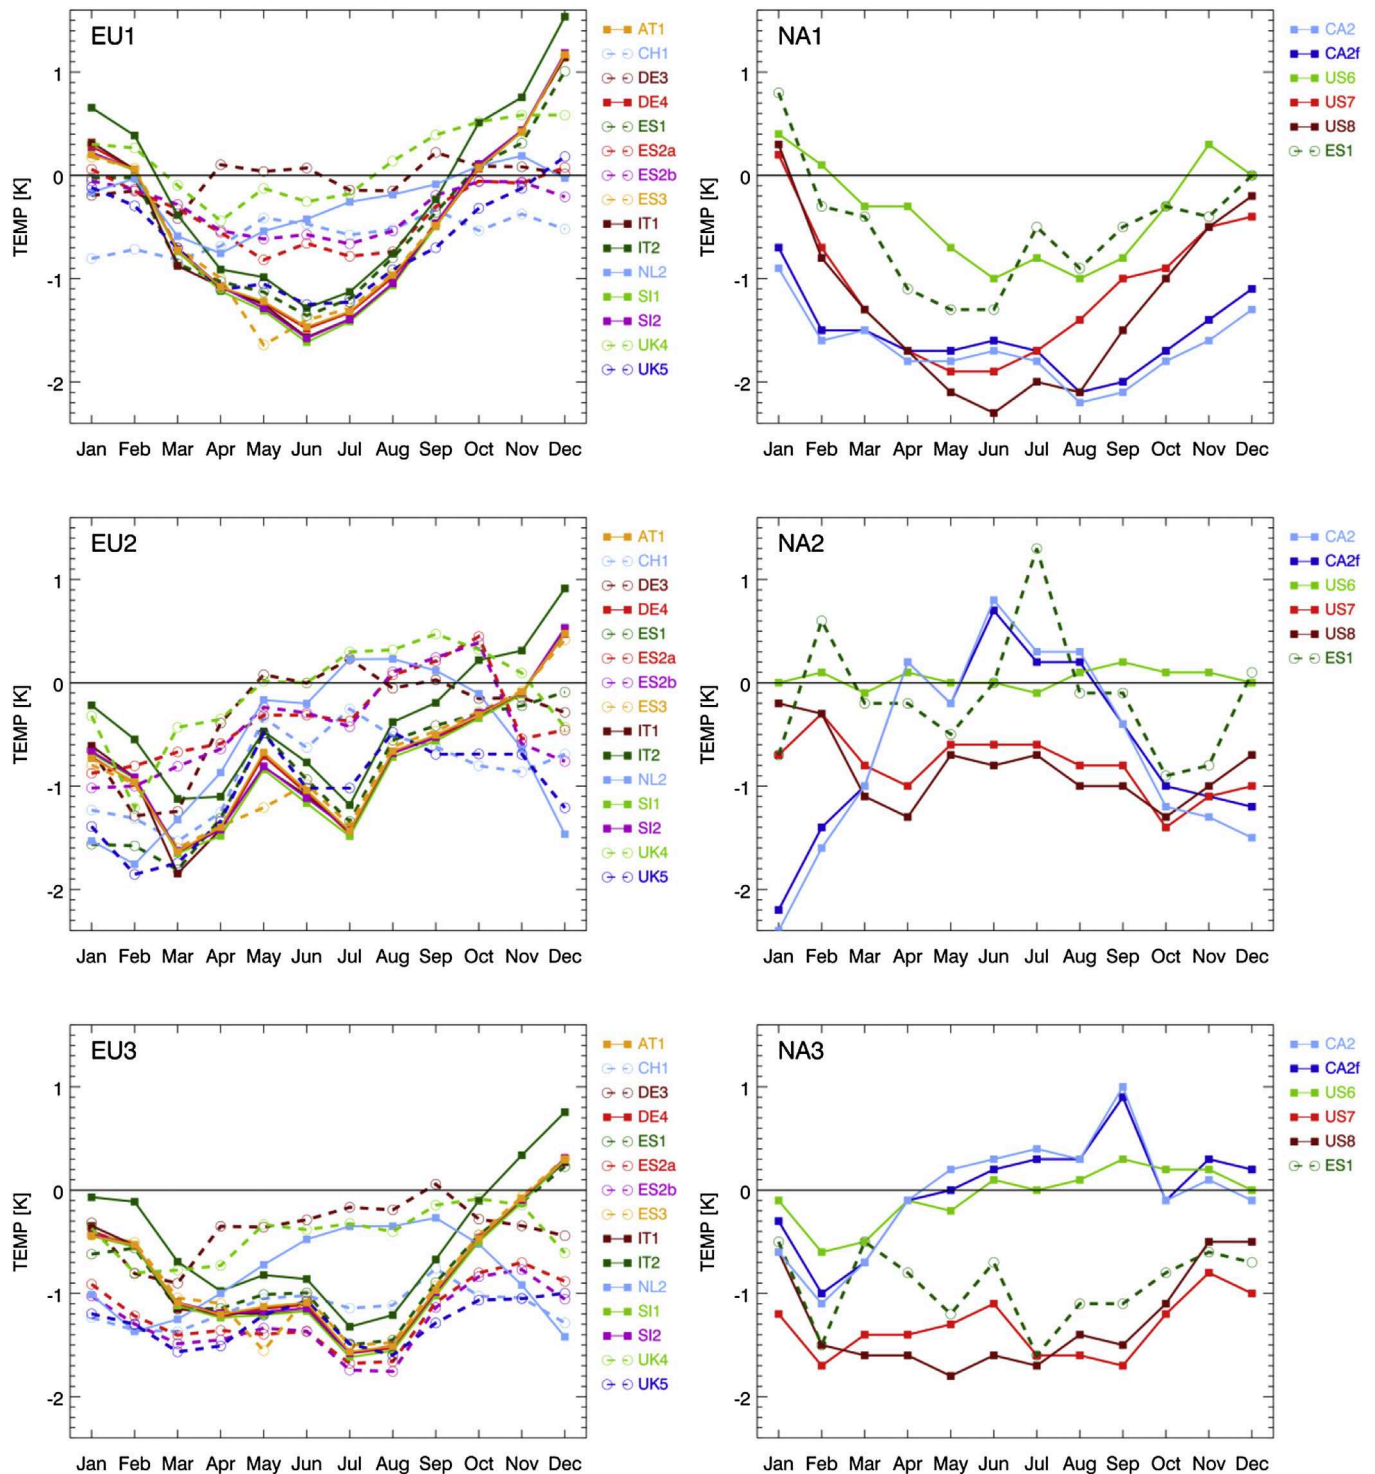 EU1
TEMP [K]
1
0
-1
-2
Jan Feb Mar Apr May Jun Jul Aug Sep Oct Nov Dec
AT1
CH1
DE3
DE4
ES1
ES2a
ES2b
ES3
IT1
IT2
NL2
SI1
SI2
UK4
UK5
NA1
TEMP [K]
1
0
-1
-2
Jan Feb Mar Apr May Jun Jul Aug Sep Oct Nov Dec
CA2
CA2f
US6
US7
US8
ES1
EU2
TEMP [K]
1
0
-1
-2
Jan Feb Mar Apr May Jun Jul Aug Sep Oct Nov Dec
AT1
CH1
DE3
DE4
ES1
ES2a
ES2b
ES3
IT1
IT2
NL2
SI1
SI2
UK4
UK5
NA2
TEMP [K]
1
0
-1
-2
Jan Feb Mar Apr May Jun Jul Aug Sep Oct Nov Dec
CA2
CA2f
US6
US7
US8
ES1
EU3
TEMP [K]
1
0
-1
-2
Jan Feb Mar Apr May Jun Jul Aug Sep Oct Nov Dec
AT1
CH1
DE3
DE4
ES1
ES2a
ES2b
ES3
IT1
IT2
NL2
SI1
SI2
UK4
UK5
NA3
TEMP [K]
1
0
-1
-2
Jan Feb Mar Apr May Jun Jul Aug Sep Oct Nov Dec
CA2
CA2f
US6
US7
US8
ES1